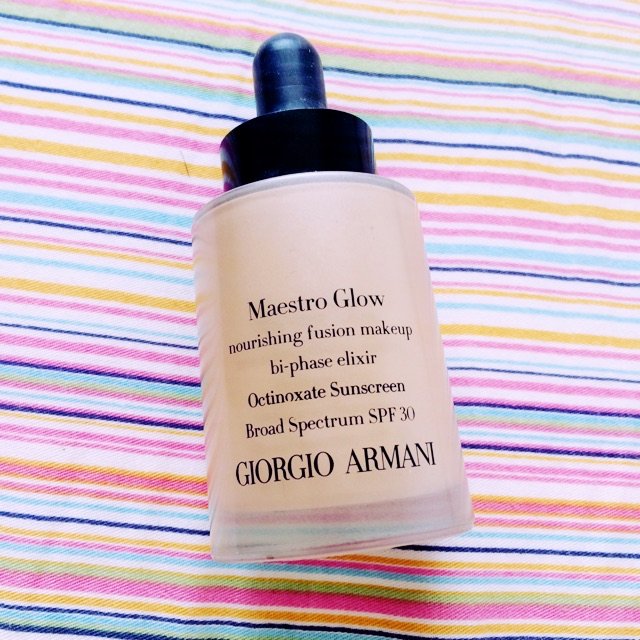 Maestro Glow
nourishing fusion makeup
bi-phase elixir
Octinoxate Sunscreen
Broad Spectrum SPF 30
GIORGIO ARMANI